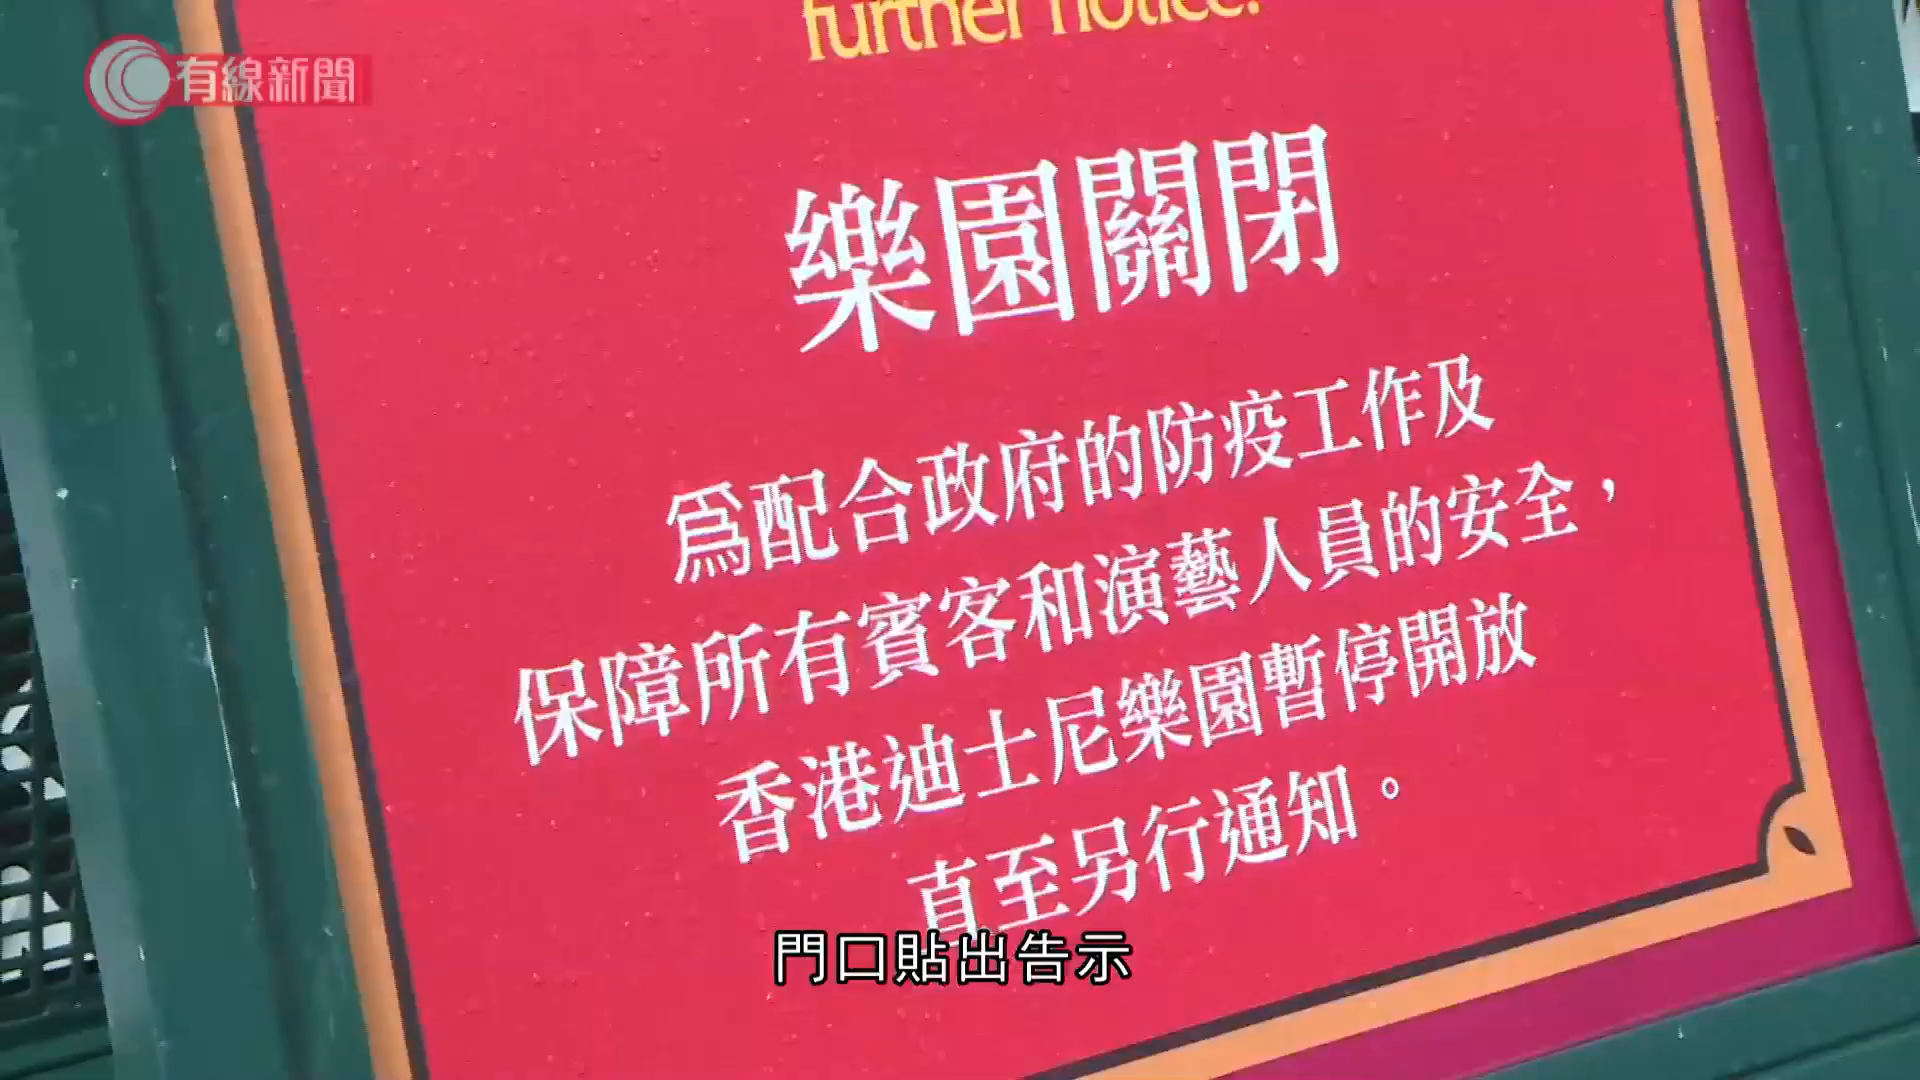 further notice.
有線新聞
樂園關閉
為配合政府的防疫工作及
保障所有賓客和演藝人員的安全，
香港迪士尼樂園暫停開放
直至另行通知。
門口貼出告示